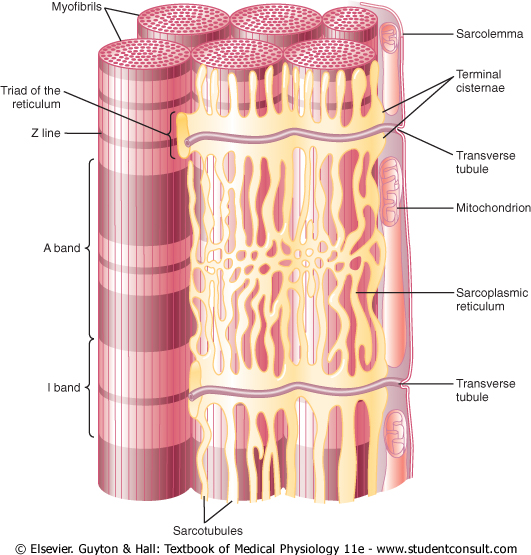 Myofibrils
Sarcolemma
Terminal
cisternae
Triad of the
reticulum
Z line
Transverse
tubule
Mitochondrion
A band
Sarcoplasmic
reticulum
I band
Transverse
tubule
Sarcotubules
© Elsevier. Guyton & Hall: Textbook of Medical Physiology 11e - www.studentconsult.com